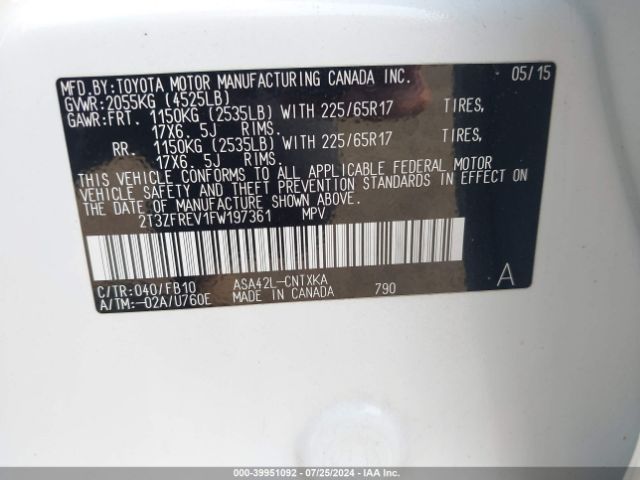 MFD.BY:TOYOTA MOTOR MANUFACTURING CANADA INC. 05/15
GVWR:2055KG (4525LB)
GAWR:FRT. 1150KG (2535LB) WITH 225/65R17 TIRES,
17X6. 5J RIMS.
RR. 1150KG (2535LB) WITH 225/65R17 TIRES,
17X6. 5J RIMS.
THIS VEHICLE CONFORMS TO ALL APPLICABLE FEDERAL MOTOR
VEHICLE SAFETY AND THEFT PREVENTION STANDARDS IN EFFECT ON
THE DATE OF MANUFACTURE SHOWN ABOVE.
2T3ZFREV1FW197361 MPV
C/TR:040/FB10 ASA42L-CNTXKA A
A/TM:-02A/U760E MADE IN CANADA 790
000-39951092 - 07/25/2024 - IAA Inc.